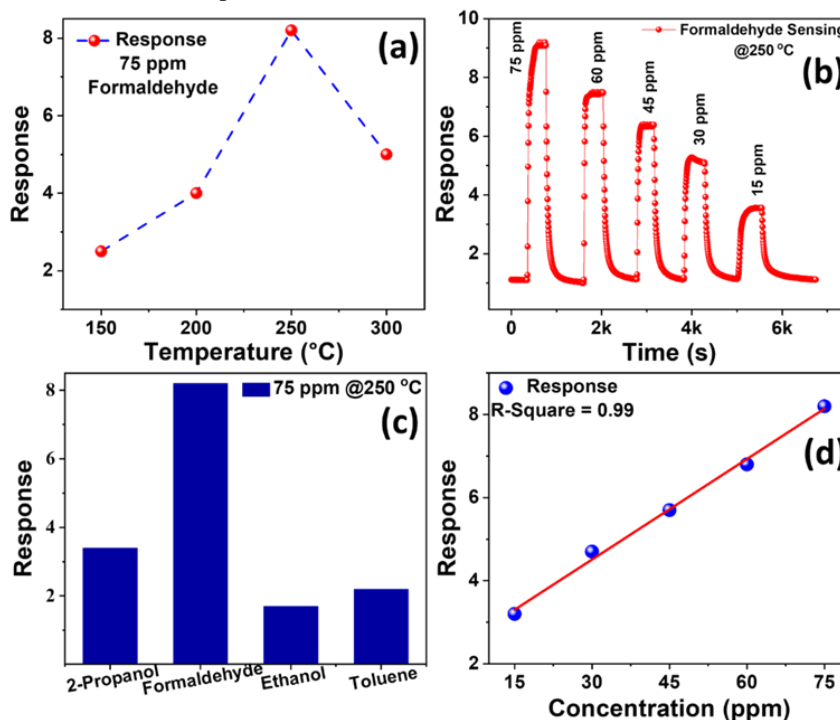 Response
75 ppm
Formaldehyde
(a)
8
6
4
2
Response
150 200 250 300
Temperature (°C)
Formaldehyde Sensing
@250 °C
(b)
75 ppm
60 ppm
45 ppm
30 ppm
15 ppm
10
8
6
4
2
Response
0 2k 4k 6k
Time (s)
75 ppm @250 °C
(c)
8
6
4
2
Response
2-Propanol Formaldehyde Ethanol Toluene
Response
R-Square = 0.99
(d)
8
6
4
2
Response
15 30 45 60 75
Concentration (ppm)